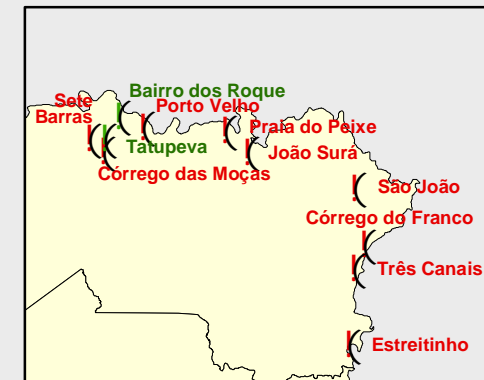 Bairro dos Roque
Sete
Barras
Porto Velho
Praia do Peixe
Tatupeva
João Surá
Córrego das Moças
São João
Córrego do Franco
Três Canais
Estreitinho